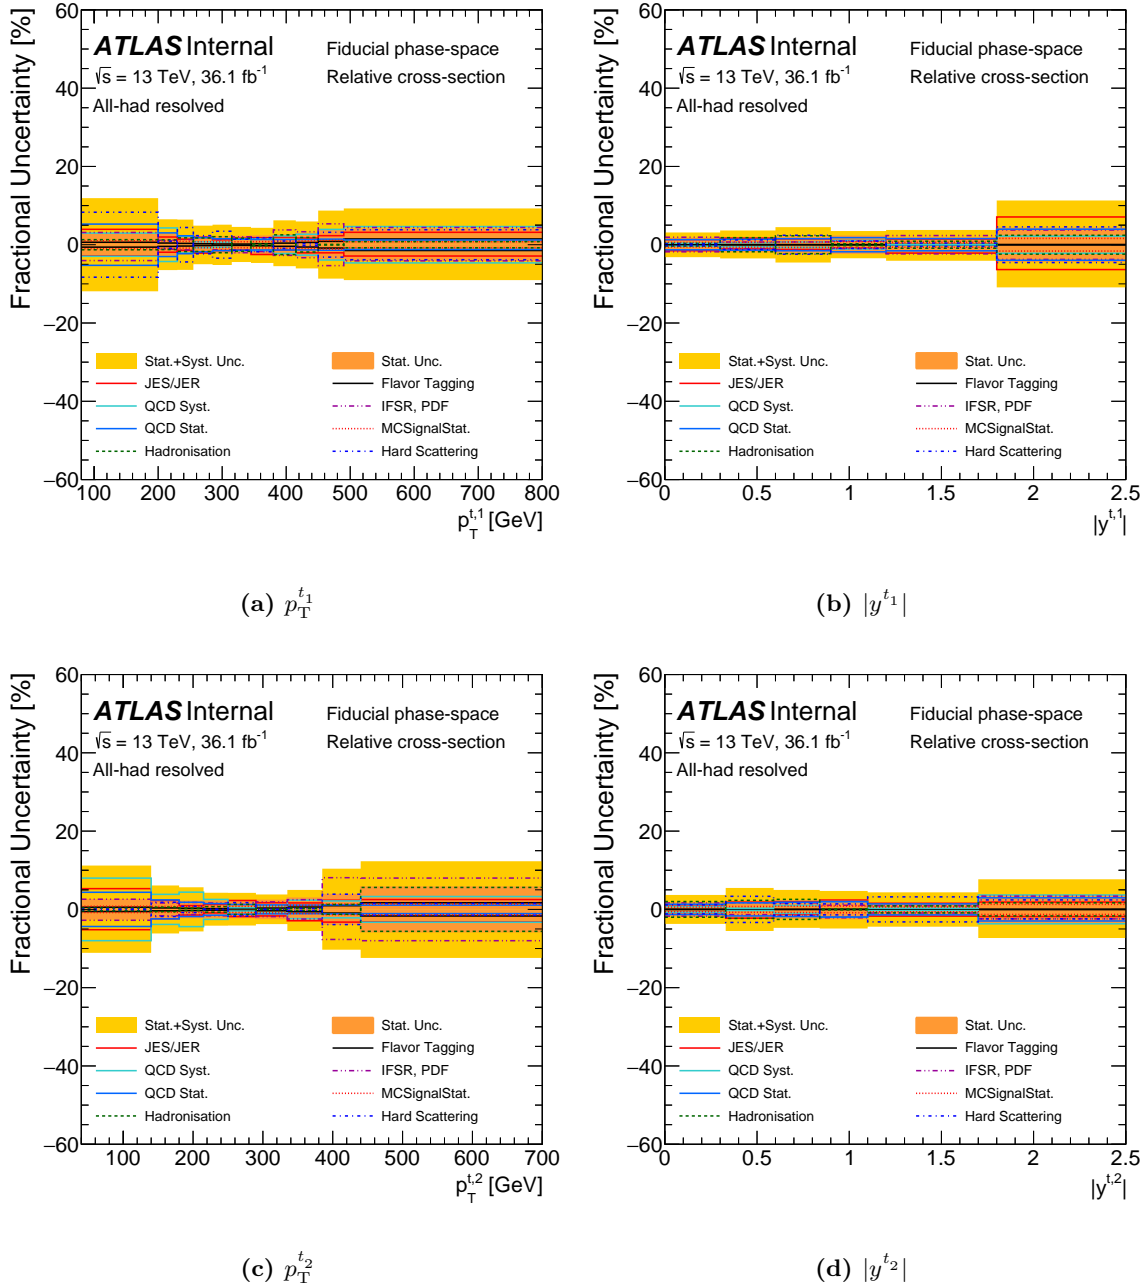 Fractional Uncertainty [%]
60
40
20
0
−20
−40
−60
ATLAS Internal
√s = 13 TeV, 36.1 fb-1
All-had resolved
Fiducial phase-space
Relative cross-section
Stat.+Syst. Unc.
JES/JER
QCD Syst.
QCD Stat.
Hadronisation
Stat. Unc.
Flavor Tagging
IFSR, PDF
MCSignalStat.
Hard Scattering
100 200 300 400 500 600 700 800
p_T^{t,1} [GeV]
(a) p_T^{t_1}
Fractional Uncertainty [%]
60
40
20
0
−20
−40
−60
ATLAS Internal
√s = 13 TeV, 36.1 fb-1
All-had resolved
Fiducial phase-space
Relative cross-section
Stat.+Syst. Unc.
JES/JER
QCD Syst.
QCD Stat.
Hadronisation
Stat. Unc.
Flavor Tagging
IFSR, PDF
MCSignalStat.
Hard Scattering
0 0.5 1 1.5 2 2.5
|y^{t,1}|
(b) |y^{t_1}|
Fractional Uncertainty [%]
60
40
20
0
−20
−40
−60
ATLAS Internal
√s = 13 TeV, 36.1 fb-1
All-had resolved
Fiducial phase-space
Relative cross-section
Stat.+Syst. Unc.
JES/JER
QCD Syst.
QCD Stat.
Hadronisation
Stat. Unc.
Flavor Tagging
IFSR, PDF
MCSignalStat.
Hard Scattering
100 200 300 400 500 600 700
p_T^{t,2} [GeV]
(c) p_T^{t_2}
Fractional Uncertainty [%]
60
40
20
0
−20
−40
−60
ATLAS Internal
√s = 13 TeV, 36.1 fb-1
All-had resolved
Fiducial phase-space
Relative cross-section
Stat.+Syst. Unc.
JES/JER
QCD Syst.
QCD Stat.
Hadronisation
Stat. Unc.
Flavor Tagging
IFSR, PDF
MCSignalStat.
Hard Scattering
0 0.5 1 1.5 2 2.5
|y^{t,2}|
(d) |y^{t_2}|